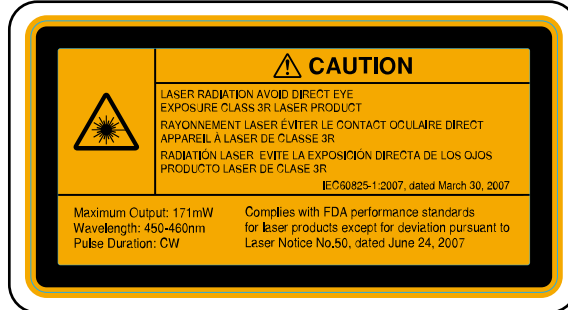 CAUTION
LASER RADIATION AVOID DIRECT EYE
EXPOSURE CLASS 3R LASER PRODUCT
RAYONNEMENT LASER ÉVITER LE CONTACT OCULAIRE DIRECT
APPAREIL À LASER DE CLASSE 3R
RADIATIÓN LASER EVITE LA EXPOSICIÓN DIRECTA DE LOS OJOS
PRODUCTO LASER DE CLASE 3R
IEC60825-1:2007, dated March 30, 2007
Maximum Output: 171mW
Wavelength: 450-460nm
Pulse Duration: CW
Complies with FDA performance standards
for laser products except for deviation pursuant to
Laser Notice No.50, dated June 24, 2007